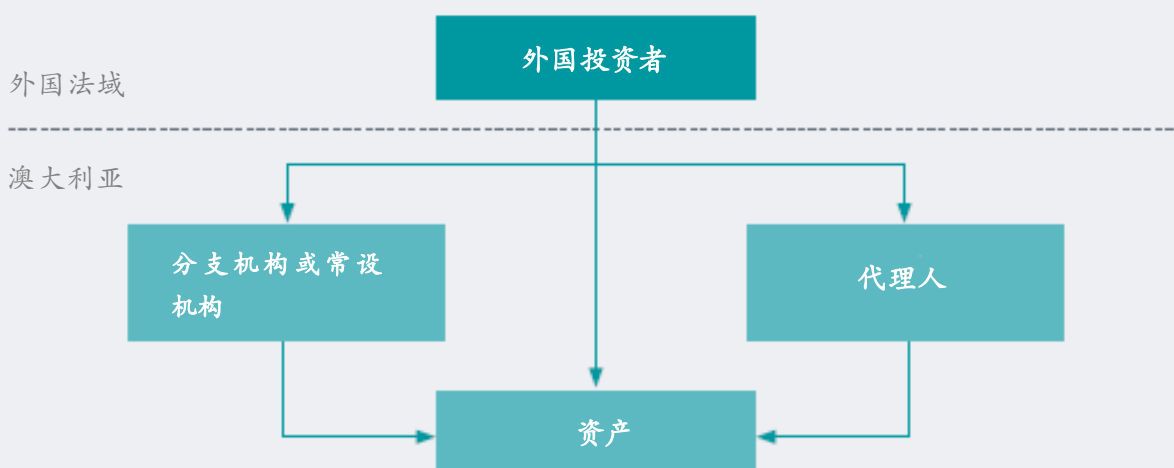 外国投资者
外国法域
澳大利亚
分支机构或常设
机构
代理人
资产